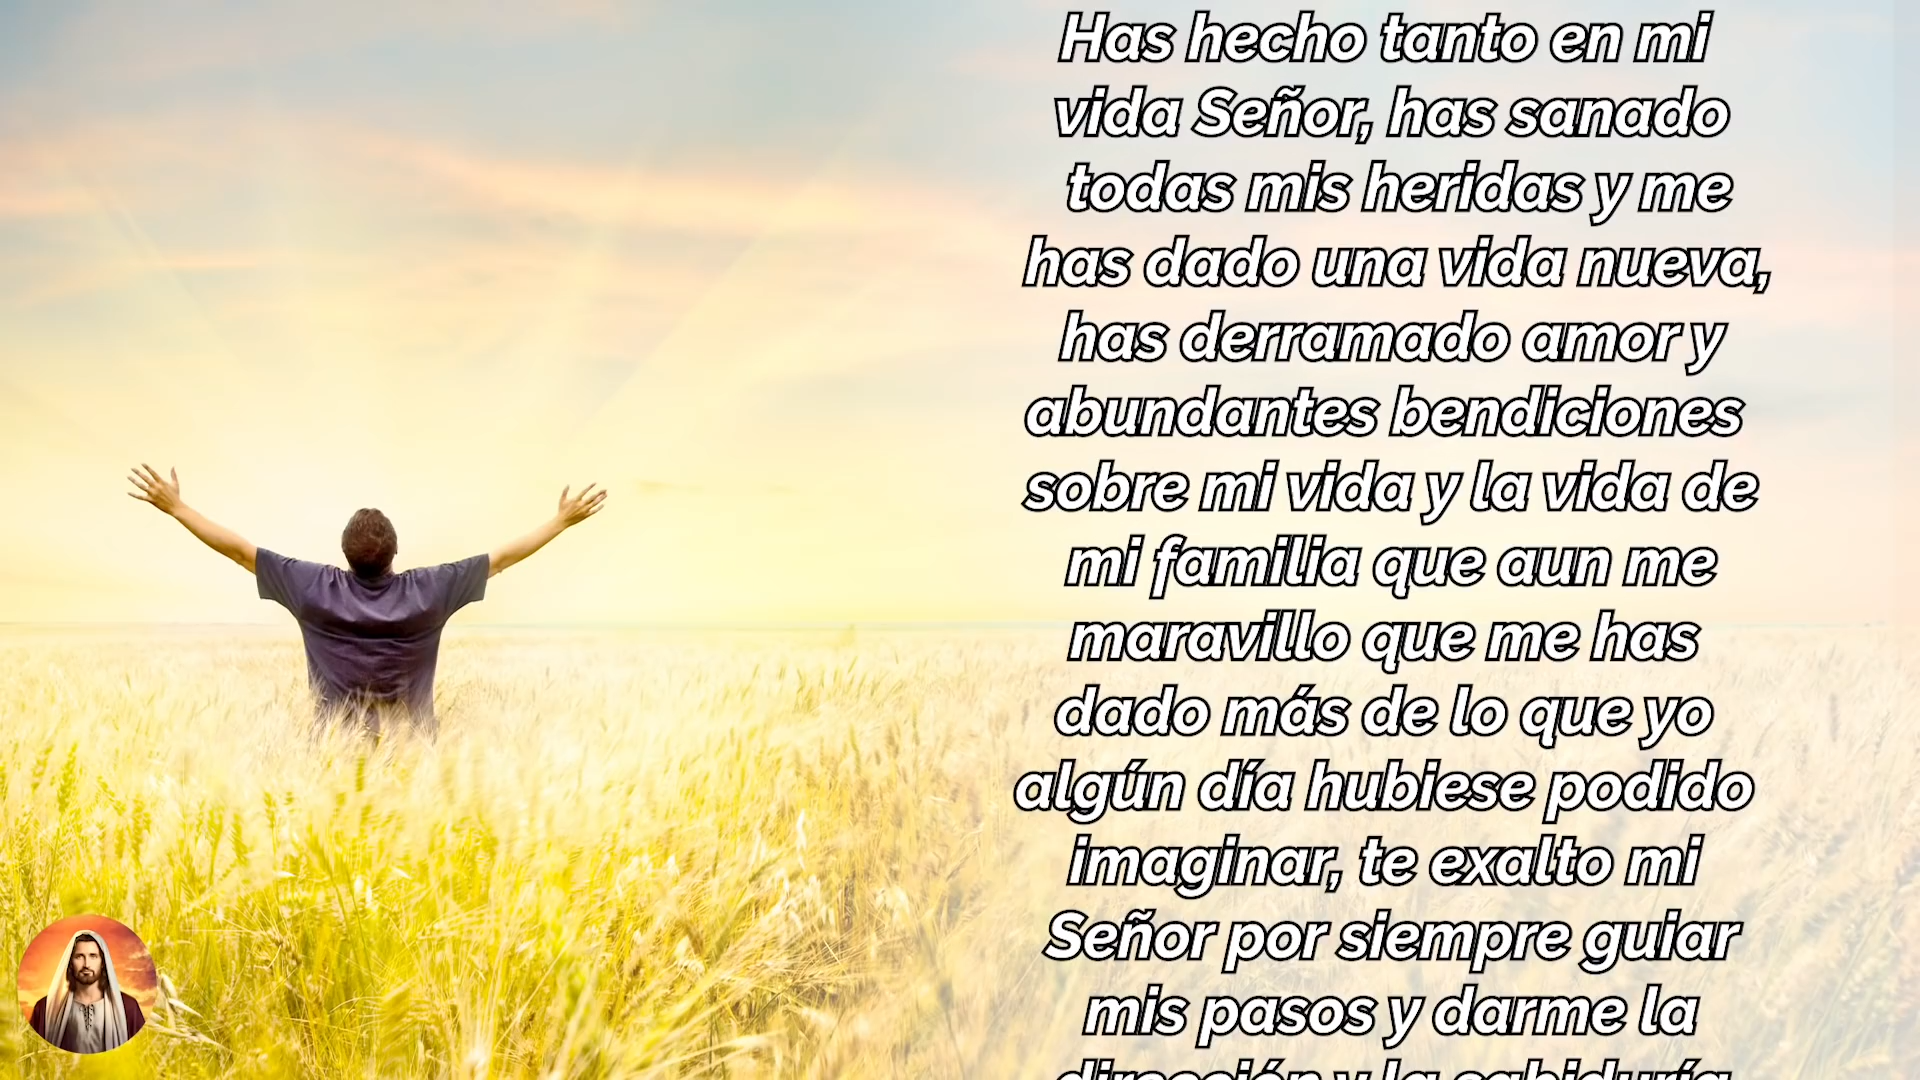 Has hecho tanto en mi
vida Señor, has sanado
todas mis heridas y me
has dado una vida nueva,
has derramado amor y
abundantes bendiciones
sobre mi vida y la vida de
mi familia que aun me
maravillo que me has
dado más de lo que yo
algún día hubiese podido
imaginar, te exalto mi
Señor por siempre guiar
mis pasos y darme la
dirección y la sabiduría